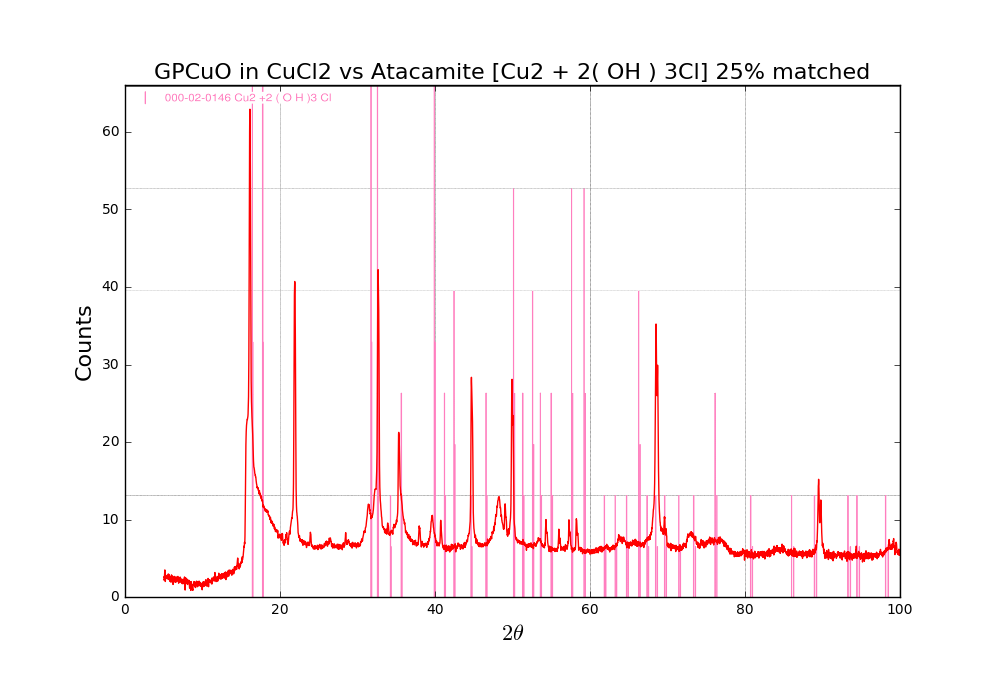 GPCuO in CuCl2 vs Atacamite [Cu2 + 2( OH ) 3Cl] 25% matched
000-02-0146 Cu2 +2 ( O H )3 Cl
Counts
60
50
40
30
20
10
0
0 20 40 60 80 100
2θ